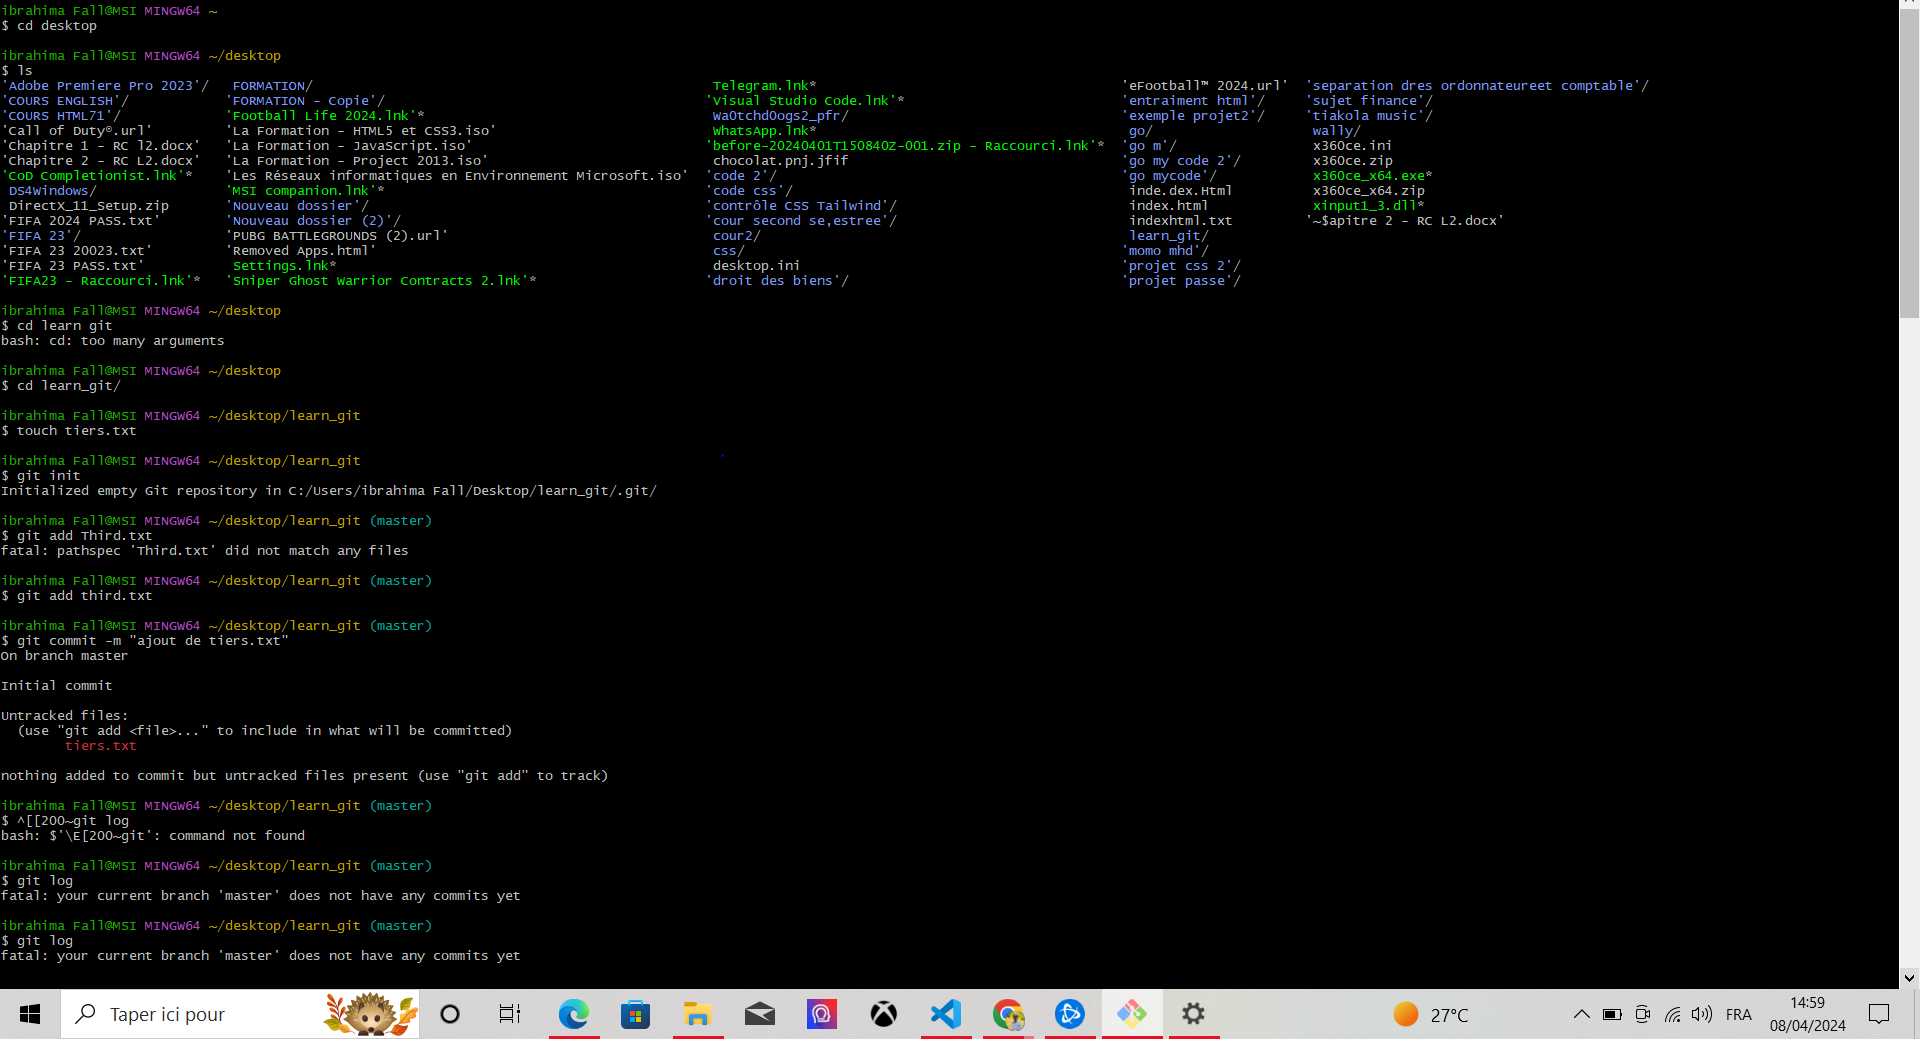 ibrahima Fall@MSI MINGW64 ~
$ cd desktop

ibrahima Fall@MSI MINGW64 ~/desktop
$ ls
'Adobe Premiere Pro 2023'/   FORMATION/                                                  Telegram.lnk*                                      'eFootball™ 2024.url'  'separation dres ordonnateureet comptable'/
'COURS ENGLISH'/            'FORMATION - Copie'/                                        'Visual Studio Code.lnk'*                           'entraiment html'/     'sujet finance'/
'COURS HTML71'/             'Football Life 2024.lnk'*                                    waOtchdOogs2_pfr/                                  'exemple projet2'/     'tiakola music'/
'Call of Duty®.url'         'La Formation - HTML5 et CSS3.iso'                           WhatsApp.lnk*                                       go/                    wally/
'Chapitre 1 - RC l2.docx'   'La Formation - JavaScript.iso'                             'before-20240401T150840Z-001.zip - Raccourci.lnk'*  'go m'/                 x360ce.ini
'Chapitre 2 - RC L2.docx'   'La Formation - Project 2013.iso'                            chocolat.pnj.jfif                                  'go my code 2'/         x360ce.zip
'CoD Completionist.lnk'*    'Les Réseaux informatiques en Environnement Microsoft.iso'  'code 2'/                                           'go mycode'/            x360ce_x64.exe*
 DS4Windows/                'MSI companion.lnk'*                                        'code css'/                                          inde.dex.Html          x360ce_x64.zip
 DirectX_11_Setup.zip       'Nouveau dossier'/                                          'contrôle CSS Tailwind'/                             index.html             xinput1_3.dll*
'FIFA 2024 PASS.txt'        'Nouveau dossier (2)'/                                      'cour second se,estree'/                             indexhtml.txt         '~$apitre 2 - RC L2.docx'
'FIFA 23'/                  'PUBG BATTLEGROUNDS (2).url'                                 cour2/                                              learn_git/
'FIFA 23 20023.txt'         'Removed Apps.html'                                          css/                                               'momo mhd'/
'FIFA 23 PASS.txt'           Settings.lnk*                                               desktop.ini                                        'projet css 2'/
'FIFA23 - Raccourci.lnk'*   'Sniper Ghost Warrior Contracts 2.lnk'*                     'droit des biens'/                                  'projet passe'/

ibrahima Fall@MSI MINGW64 ~/desktop
$ cd learn git
bash: cd: too many arguments

ibrahima Fall@MSI MINGW64 ~/desktop
$ cd learn_git/

ibrahima Fall@MSI MINGW64 ~/desktop/learn_git
$ touch tiers.txt

ibrahima Fall@MSI MINGW64 ~/desktop/learn_git
$ git init
Initialized empty Git repository in C:/Users/ibrahima Fall/Desktop/learn_git/.git/

ibrahima Fall@MSI MINGW64 ~/desktop/learn_git (master)
$ git add Third.txt
fatal: pathspec 'Third.txt' did not match any files

ibrahima Fall@MSI MINGW64 ~/desktop/learn_git (master)
$ git add third.txt

ibrahima Fall@MSI MINGW64 ~/desktop/learn_git (master)
$ git commit -m "ajout de tiers.txt"
On branch master

Initial commit

Untracked files:
  (use "git add <file>..." to include in what will be committed)
        tiers.txt

nothing added to commit but untracked files present (use "git add" to track)

ibrahima Fall@MSI MINGW64 ~/desktop/learn_git (master)
$ ^[[200~git log
bash: $'\E[200~git': command not found

ibrahima Fall@MSI MINGW64 ~/desktop/learn_git (master)
$ git log
fatal: your current branch 'master' does not have any commits yet

ibrahima Fall@MSI MINGW64 ~/desktop/learn_git (master)
$ git log
fatal: your current branch 'master' does not have any commits yet

Taper ici pour
27°C
FRA
14:59
08/04/2024